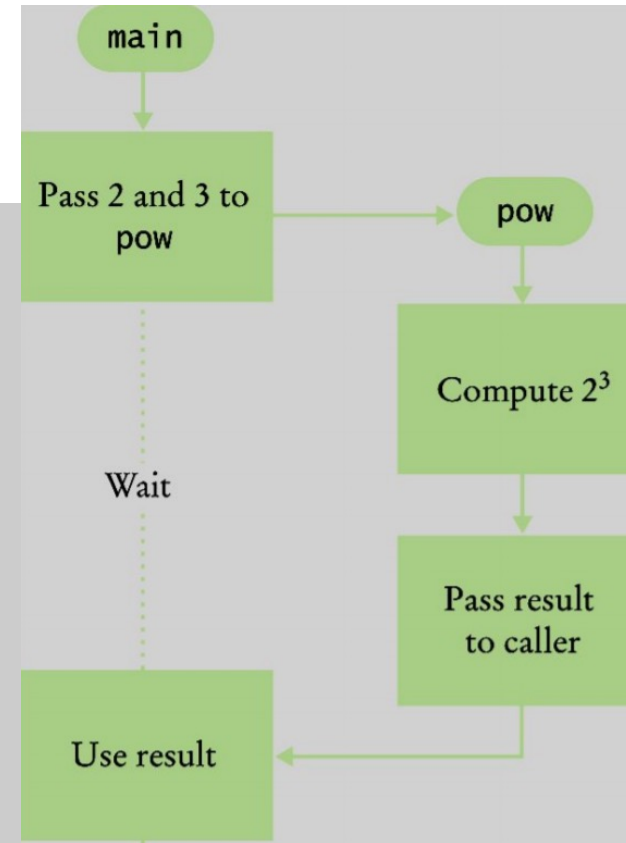 main
Pass 2 and 3 to
pow
pow
Compute 2³
Wait
Pass result
to caller
Use result